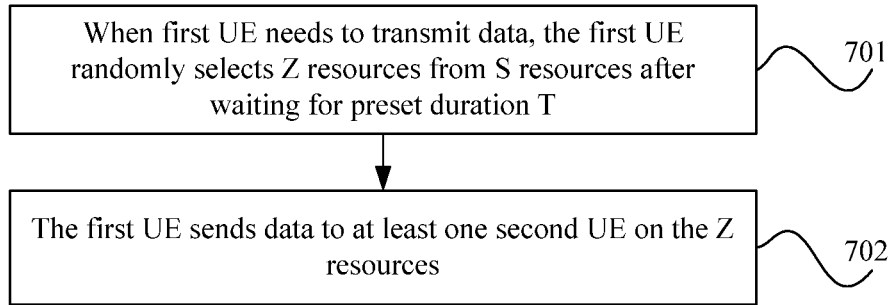 When first UE needs to transmit data, the first UE
randomly selects Z resources from S resources after
waiting for preset duration T
701
The first UE sends data to at least one second UE on the Z
resources
702